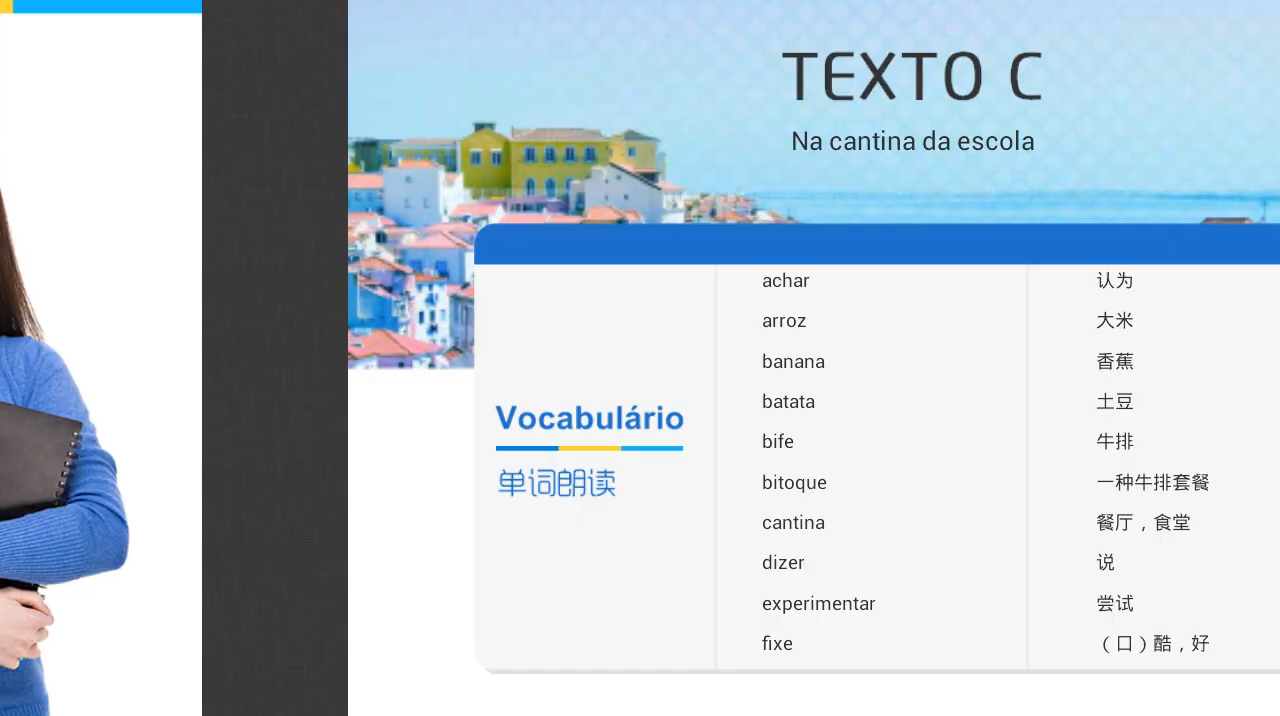 TEXTO C
Na cantina da escola
Vocabulário
单词朗读
achar 认为
arroz 大米
banana 香蕉
batata 土豆
bife 牛排
bitoque 一种牛排套餐
cantina 餐厅，食堂
dizer 说
experimentar 尝试
fixe （口）酷，好